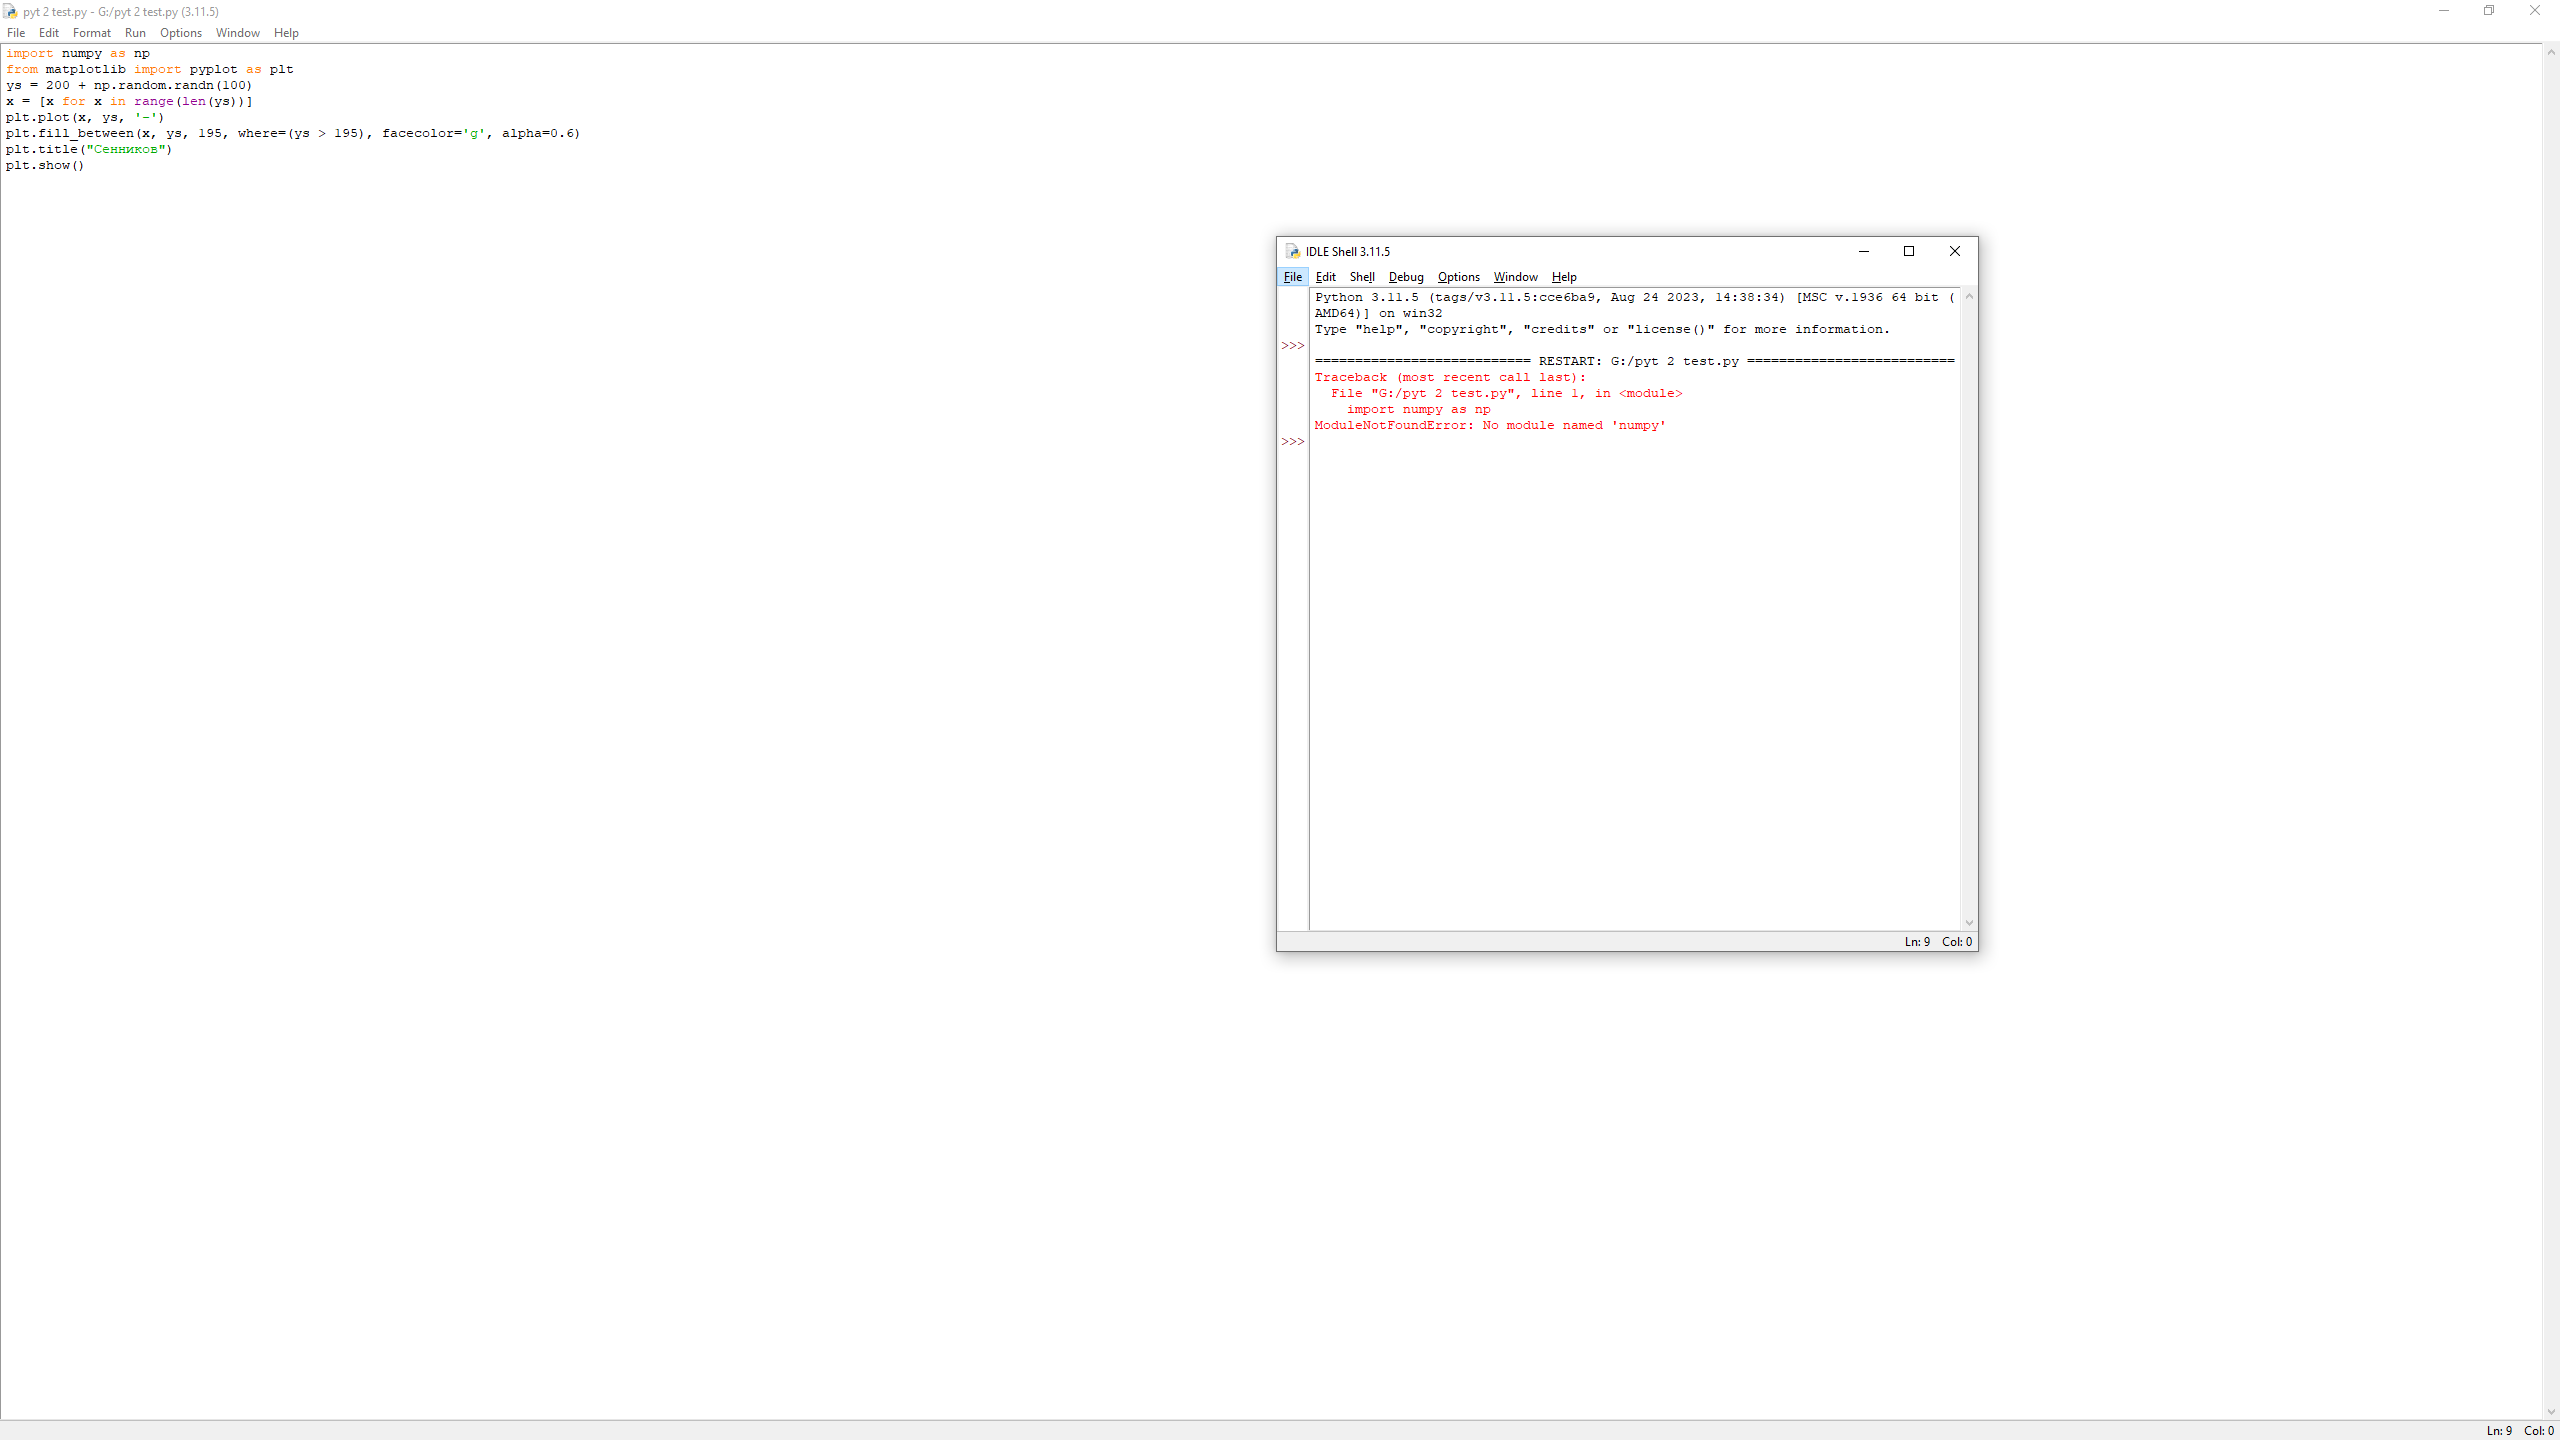 pyt 2 test.py - G:/pyt 2 test.py (3.11.5)
File Edit Format Run Options Window Help
import numpy as np
from matplotlib import pyplot as plt
ys = 200 + np.random.randn(100)
x = [x for x in range(len(ys))]
plt.plot(x, ys, '-')
plt.fill_between(x, ys, 195, where=(ys > 195), facecolor='g', alpha=0.6)
plt.title("Сенников")
plt.show()
IDLE Shell 3.11.5
File Edit Shell Debug Options Window Help
Python 3.11.5 (tags/v3.11.5:cce6ba9, Aug 24 2023, 14:38:34) [MSC v.1936 64 bit (
AMD64)] on win32
Type "help", "copyright", "credits" or "license()" for more information.
>>>
=========================== RESTART: G:/pyt 2 test.py ==========================
Traceback (most recent call last):
  File "G:/pyt 2 test.py", line 1, in <module>
    import numpy as np
ModuleNotFoundError: No module named 'numpy'
>>>
Ln: 9 Col: 0
Ln: 9 Col: 0